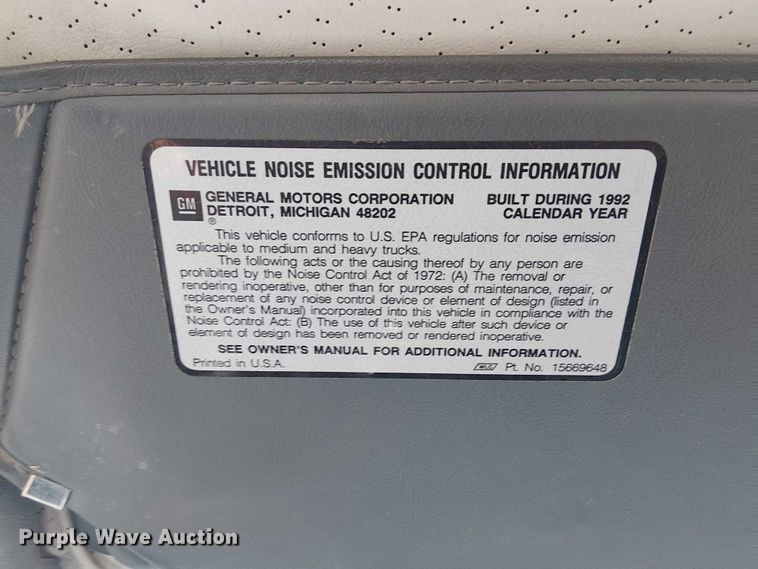 VEHICLE NOISE EMISSION CONTROL INFORMATION
GM ® GENERAL MOTORS CORPORATION BUILT DURING 1992
DETROIT, MICHIGAN 48202 CALENDAR YEAR
This vehicle conforms to U.S. EPA regulations for noise emission
applicable to medium and heavy trucks.
The following acts or the causing thereof by any person are
prohibited by the Noise Control Act of 1972: (A) The removal or
rendering inoperative, other than for purposes of maintenance, repair, or
replacement of any noise control device or element of design (listed in
the Owner's Manual) incorporated into this vehicle in compliance with the
Noise Control Act: (B) The use of this vehicle after such device or
element of design has been removed or rendered inoperative.
SEE OWNER'S MANUAL FOR ADDITIONAL INFORMATION.
Printed in U.S.A. Pt. No. 15669648
Purple Wave Auction